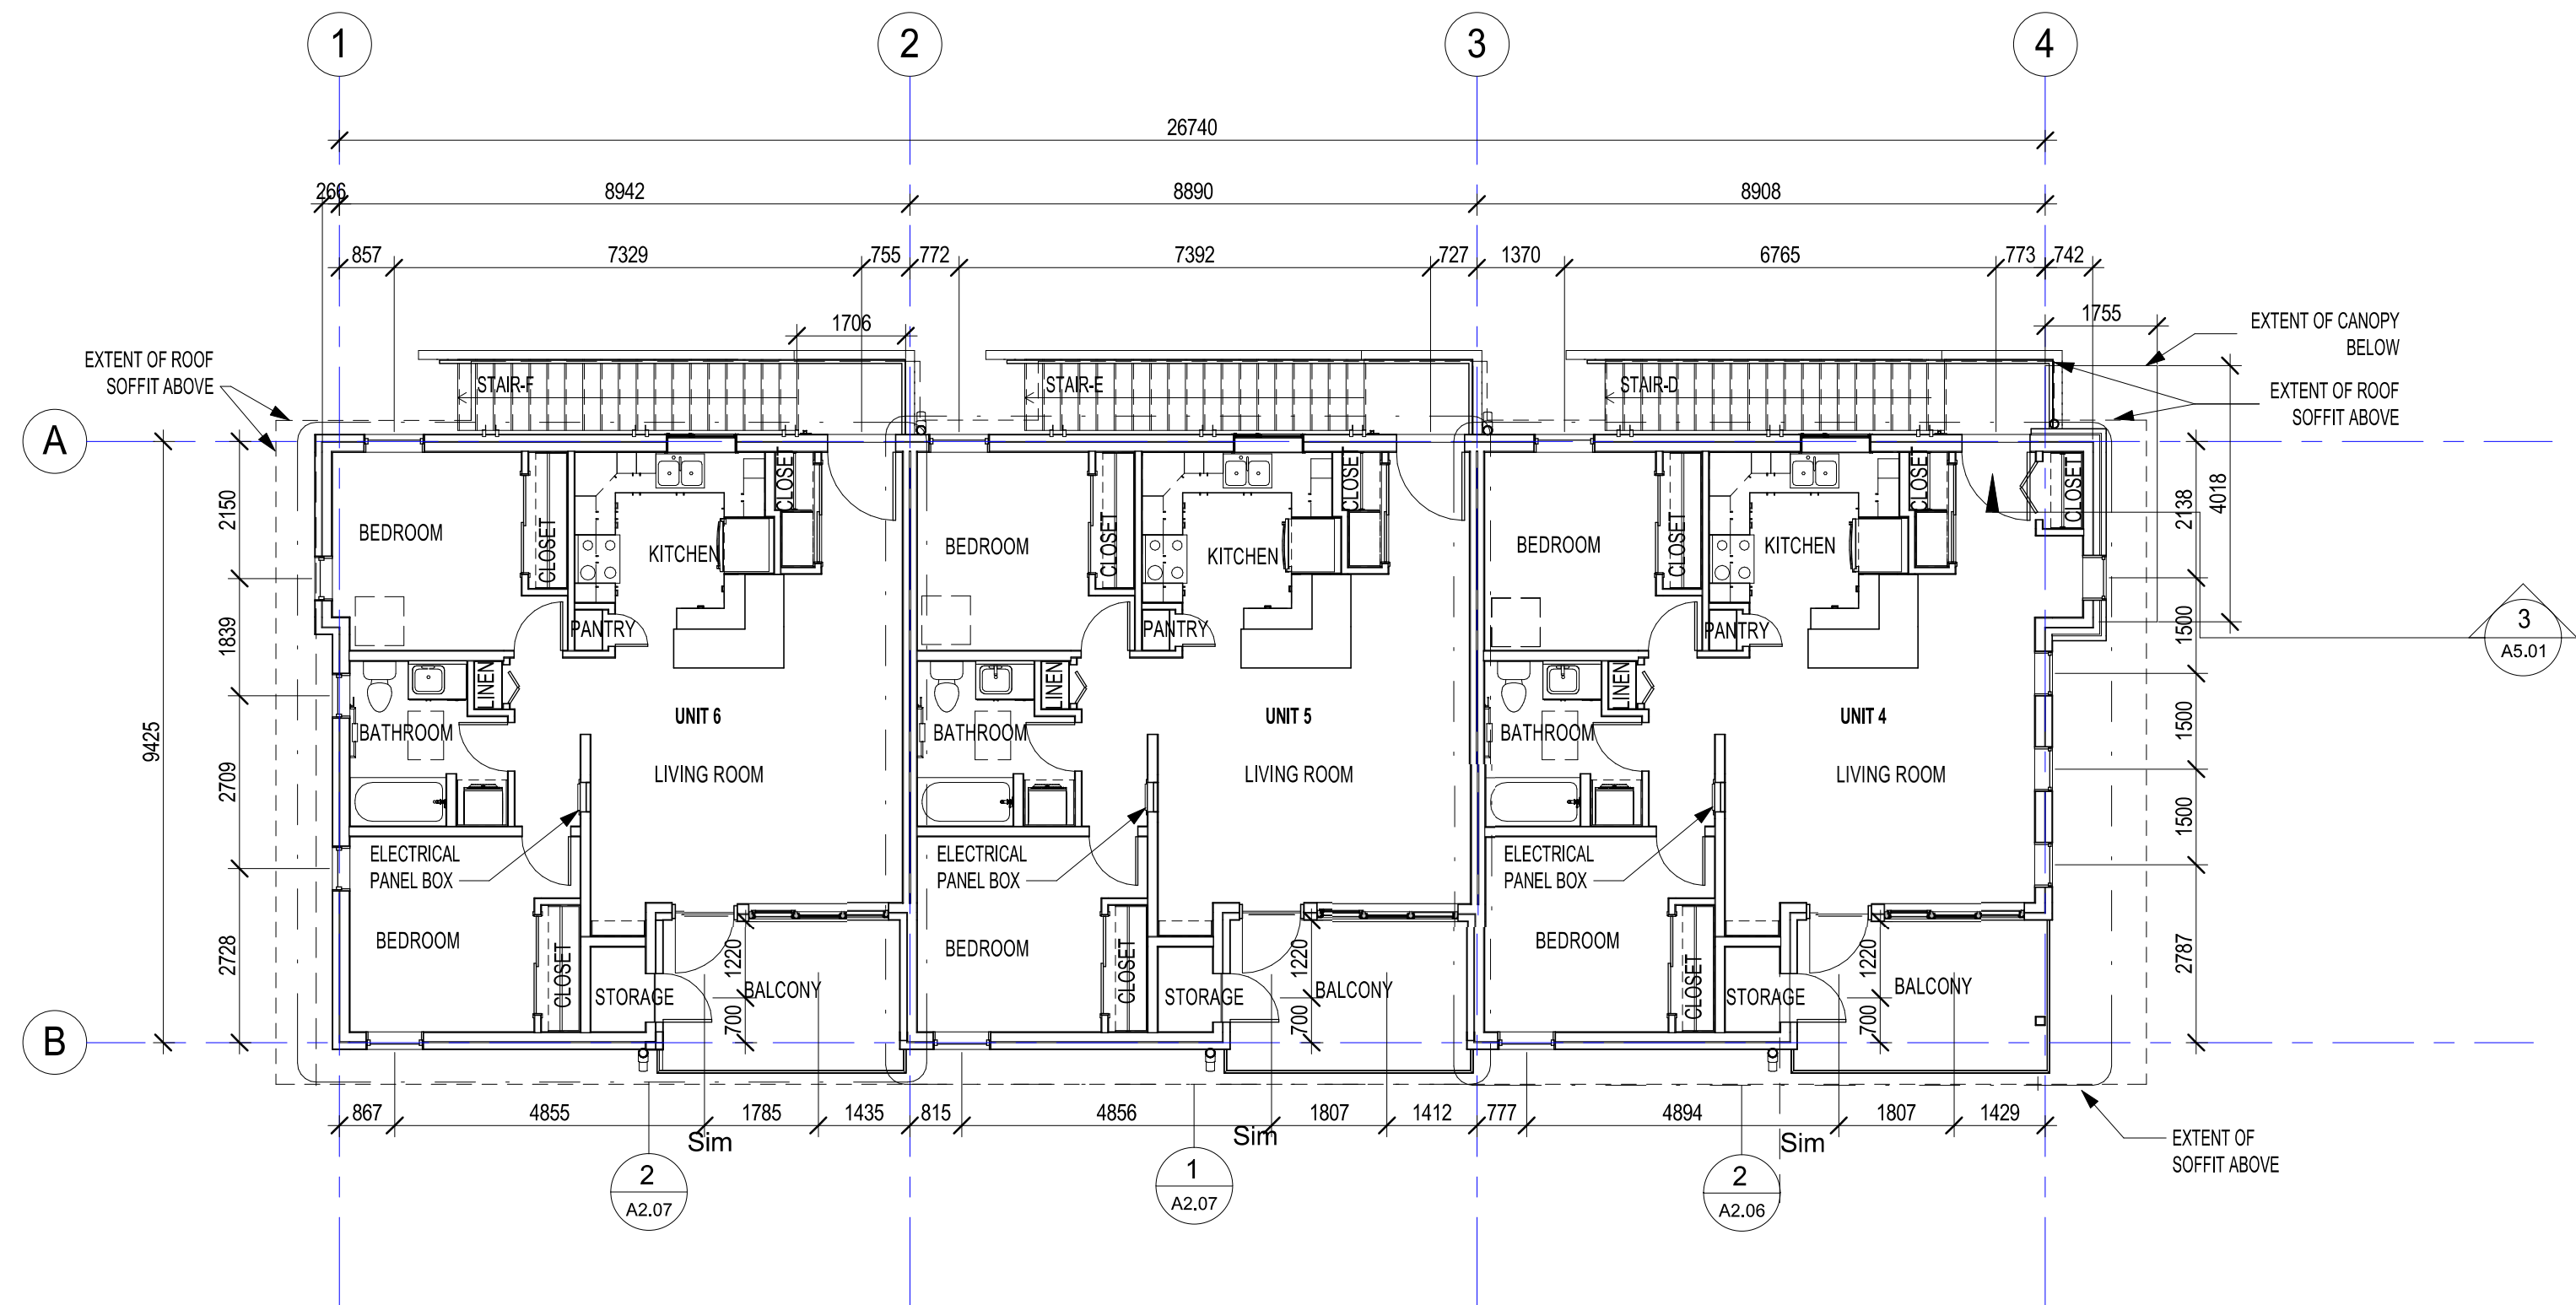 1
2
3
4
26740
266
8942
8890
8908
857
7329
755
772
7392
727
1370
6765
773
742
1706
1755
EXTENT OF CANOPY
BELOW
EXTENT OF ROOF
SOFFIT ABOVE
EXTENT OF ROOF
SOFFIT ABOVE
STAIR-F
STAIR-E
STAIR-D
A
9425
2150
1839
2709
2728
2138
4018
1500
1500
1500
2787
3
A5.01
BEDROOM
CLOSET
KITCHEN
CLOSET
BEDROOM
CLOSET
KITCHEN
CLOSET
BEDROOM
CLOSET
KITCHEN
CLOSET
CLOSET
PANTRY
PANTRY
PANTRY
LINEN
LINEN
LINEN
UNIT 6
UNIT 5
UNIT 4
BATHROOM
BATHROOM
BATHROOM
LIVING ROOM
LIVING ROOM
LIVING ROOM
ELECTRICAL
PANEL BOX
ELECTRICAL
PANEL BOX
ELECTRICAL
PANEL BOX
BEDROOM
CLOSET
STORAGE
1220
700
BALCONY
BEDROOM
CLOSET
STORAGE
1220
700
BALCONY
BEDROOM
CLOSET
STORAGE
1220
700
BALCONY
B
867
4855
1785
1435
815
4856
1807
1412
777
4894
1807
1429
Sim
Sim
Sim
2
A2.07
1
A2.07
2
A2.06
EXTENT OF
SOFFIT ABOVE